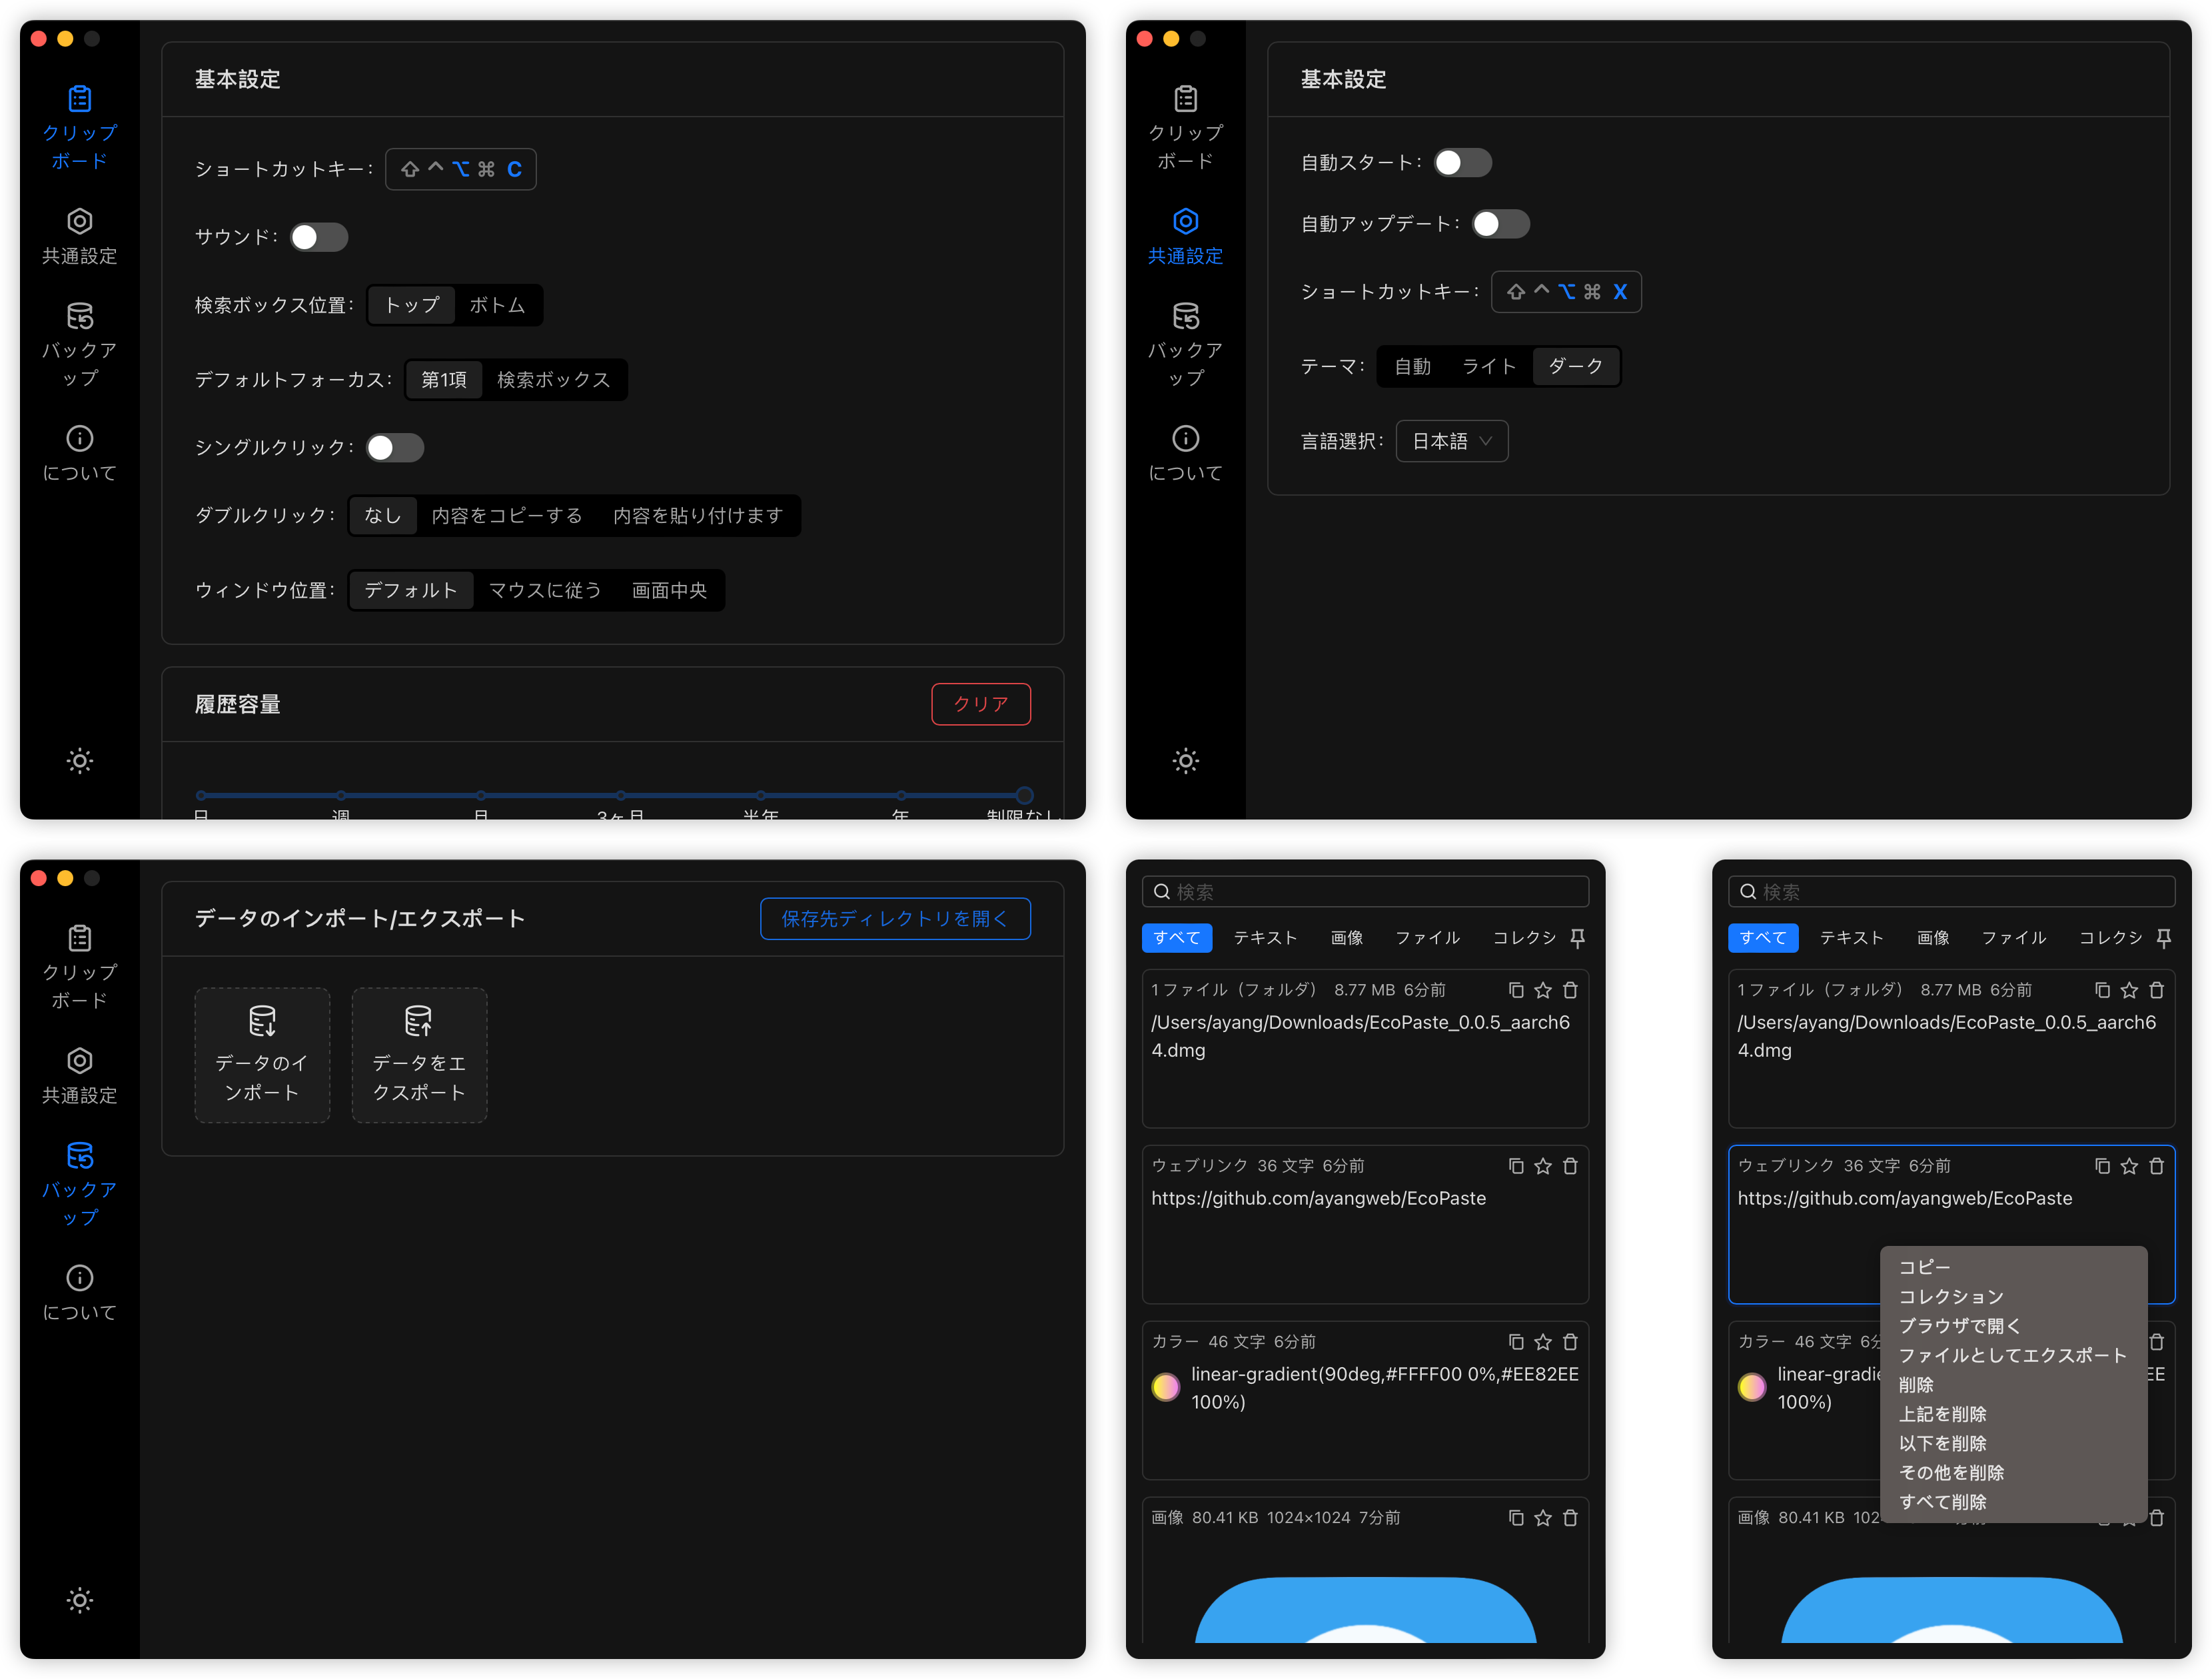 クリップ
ボード
共通設定
バックア
ップ
について
基本設定
ショートカットキー： ⇧ ^ ⌥ ⌘ C
サウンド：
検索ボックス位置： トップ ボトム
デフォルトフォーカス： 第1項 検索ボックス
シングルクリック：
ダブルクリック： なし 内容をコピーする 内容を貼り付けます
ウィンドウ位置： デフォルト マウスに従う 画面中央
履歴容量 クリア
日 週 月 3ヶ月 半年 年 制限なし
クリップ
ボード
共通設定
バックア
ップ
について
基本設定
自動スタート：
自動アップデート：
ショートカットキー： ⇧ ^ ⌥ ⌘ X
テーマ： 自動 ライト ダーク
言語選択： 日本語
クリップ
ボード
共通設定
バックア
ップ
について
データのインポート/エクスポート 保存先ディレクトリを開く
データのイ
ンポート
データをエ
クスポート
検索
すべて テキスト 画像 ファイル コレクシ
1 ファイル（フォルダ） 8.77 MB 6分前
/Users/ayang/Downloads/EcoPaste_0.0.5_aarch6
4.dmg
ウェブリンク 36 文字 6分前
https://github.com/ayangweb/EcoPaste
カラー 46 文字 6分前
linear-gradient(90deg,#FFFF00 0%,#EE82EE
100%)
画像 80.41 KB 1024×1024 7分前
検索
すべて テキスト 画像 ファイル コレクシ
1 ファイル（フォルダ） 8.77 MB 6分前
/Users/ayang/Downloads/EcoPaste_0.0.5_aarch6
4.dmg
ウェブリンク 36 文字 6分前
https://github.com/ayangweb/EcoPaste
カラー 46 文字 6分
linear-gradie EE
100%)
画像 80.41 KB 102
コピー
コレクション
ブラウザで開く
ファイルとしてエクスポート
削除
上記を削除
以下を削除
その他を削除
すべて削除